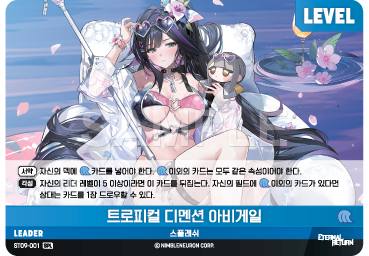 LEVEL
SAMPLE
서약 자신의 덱에 카드를 넣어야 한다. 이외의 카드는 모두 같은 속성이어야 한다.
각성 자신의 리더 레벨이 6 이상이라면 이 카드를 뒤집는다. 자신의 필드에 이외의 카드가 있다면
상대는 카드를 1장 드로우할 수 있다.
트로피컬 디멘션 아비게일
LEADER
스플래쉬
ETERNAL RETURN
ST09-001 SPL
© NIMBLENEURON CORP.